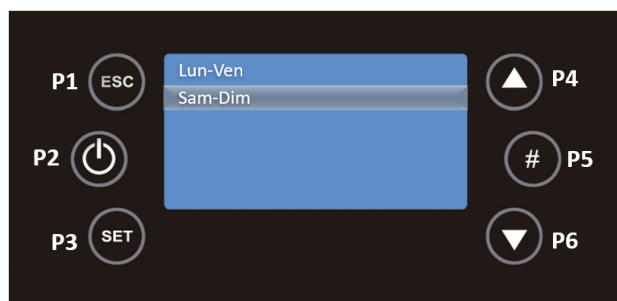 P1 ESC
Lun-Ven
Sam-Dim
P4
P2
# P5
P3 SET
P6